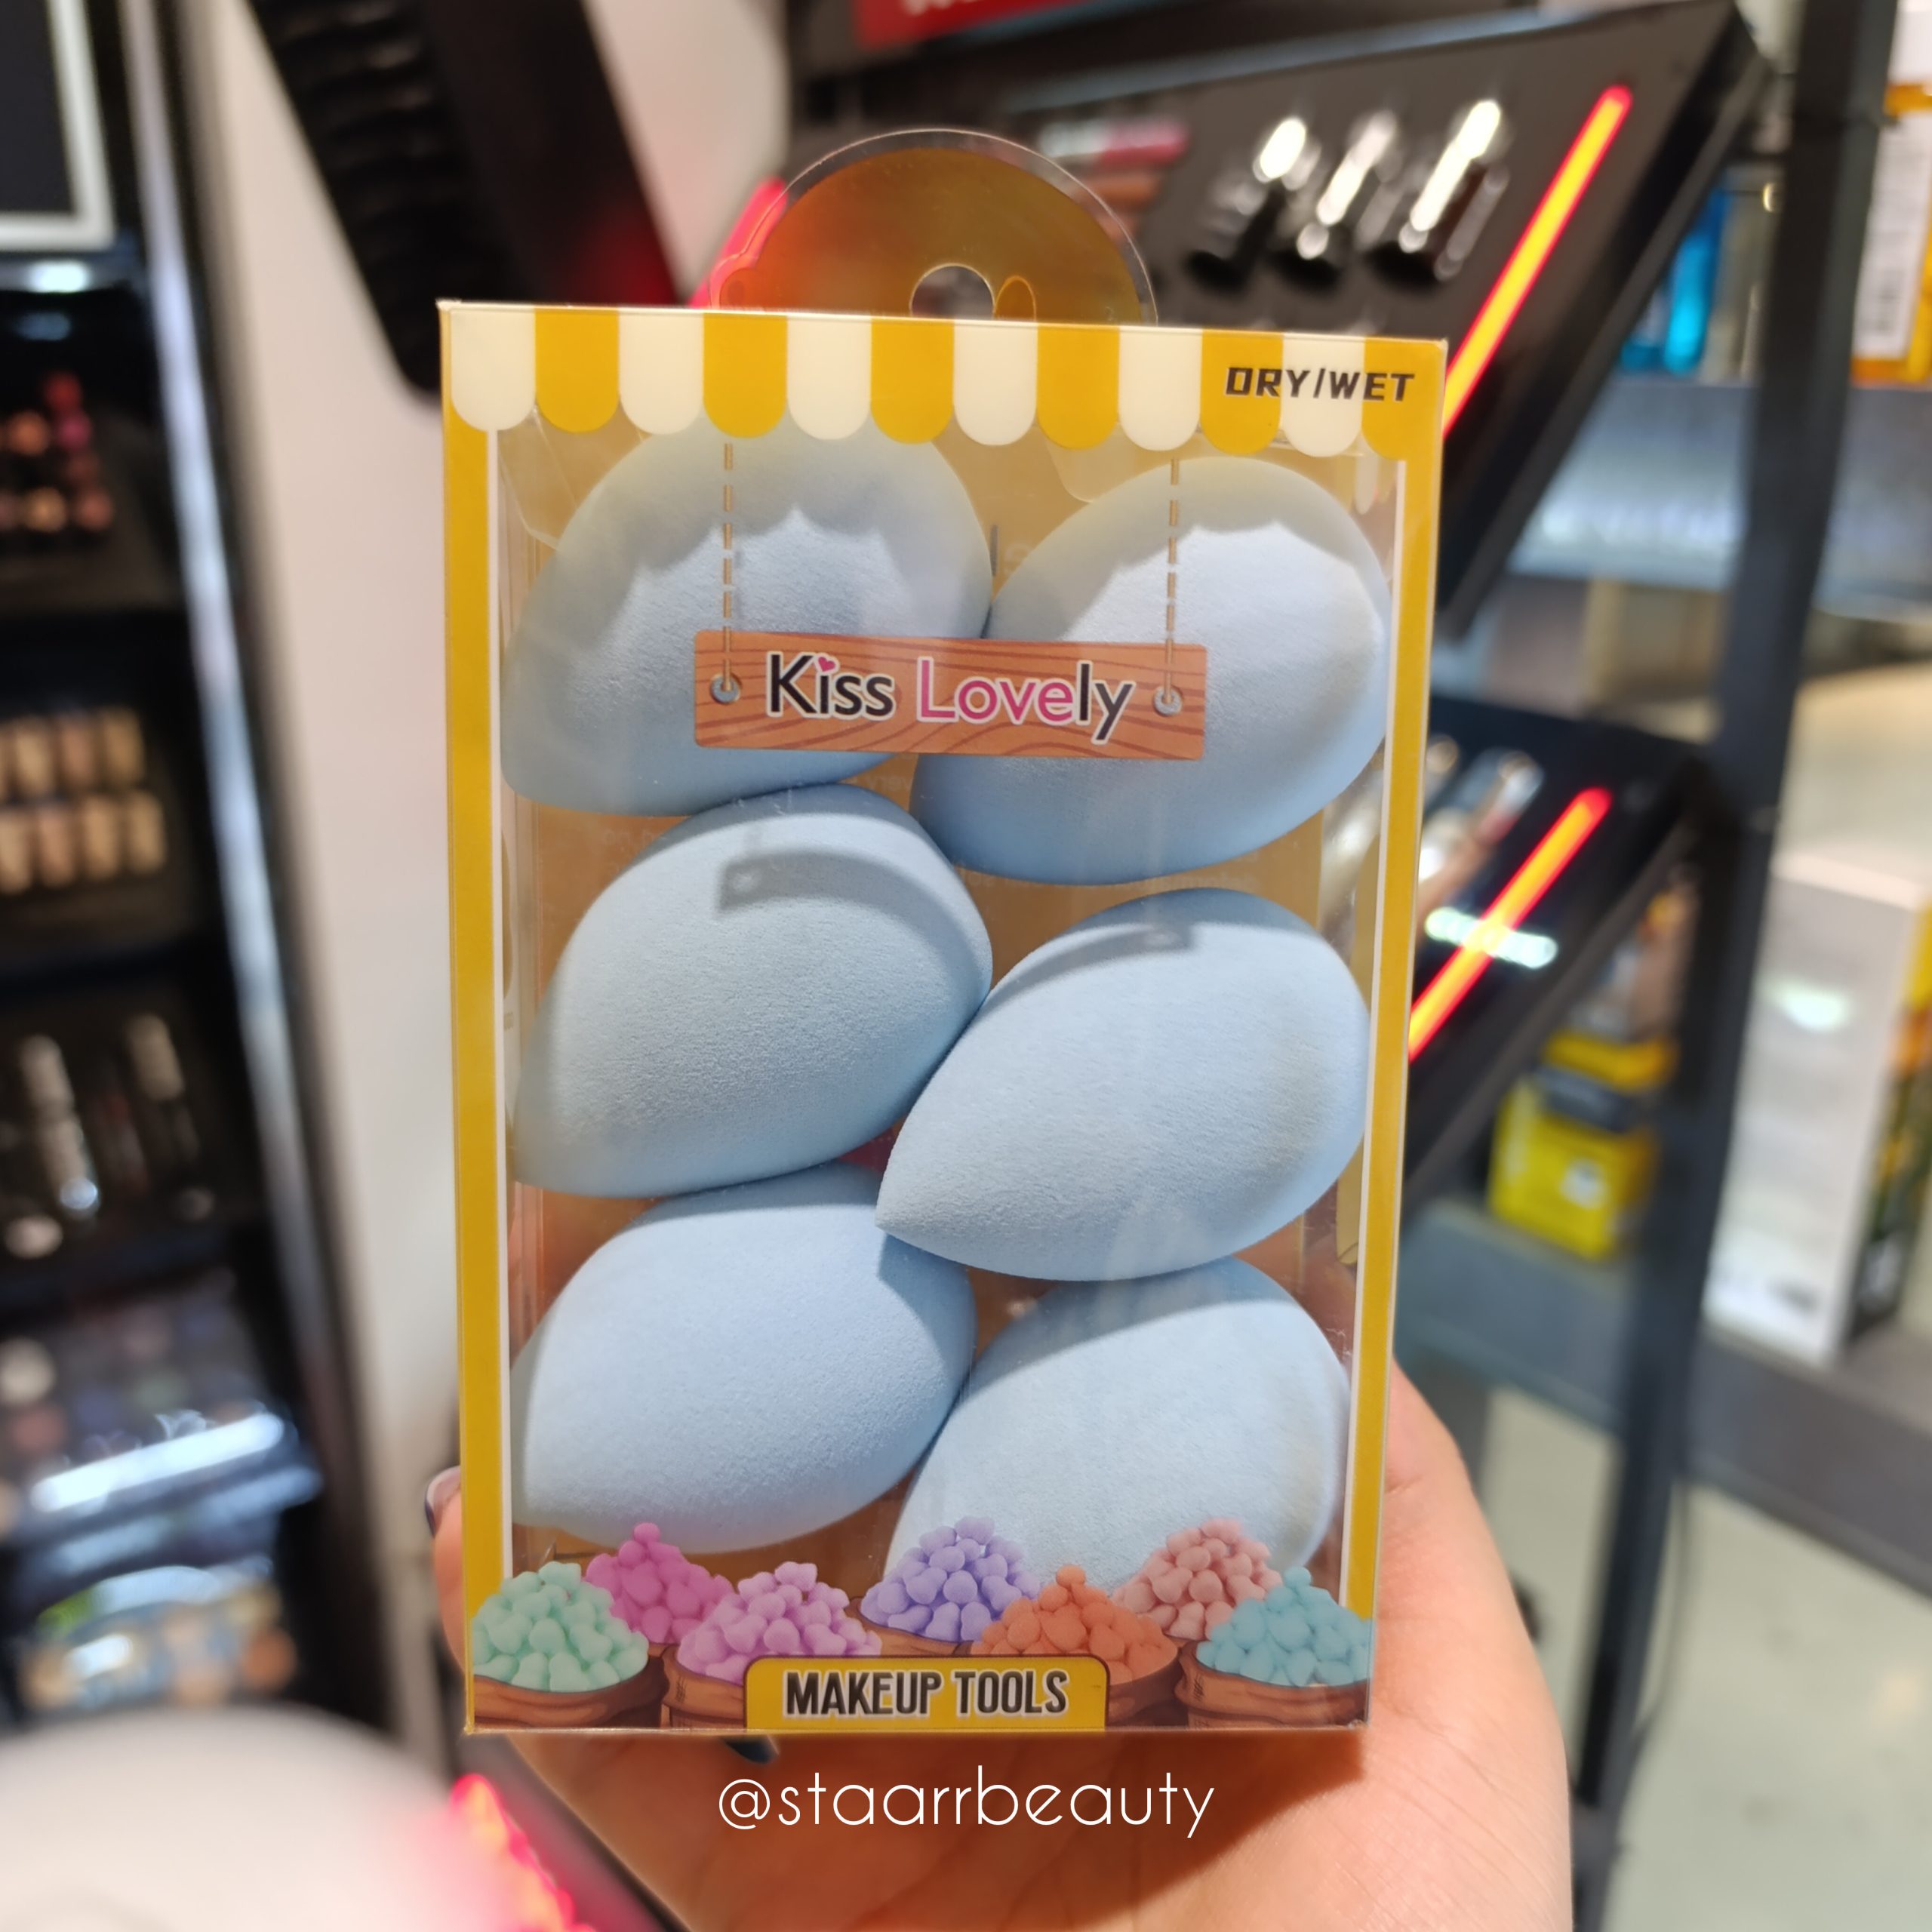 DRY/WET
Kiss Lovely
MAKEUP TOOLS
@staarrbeauty